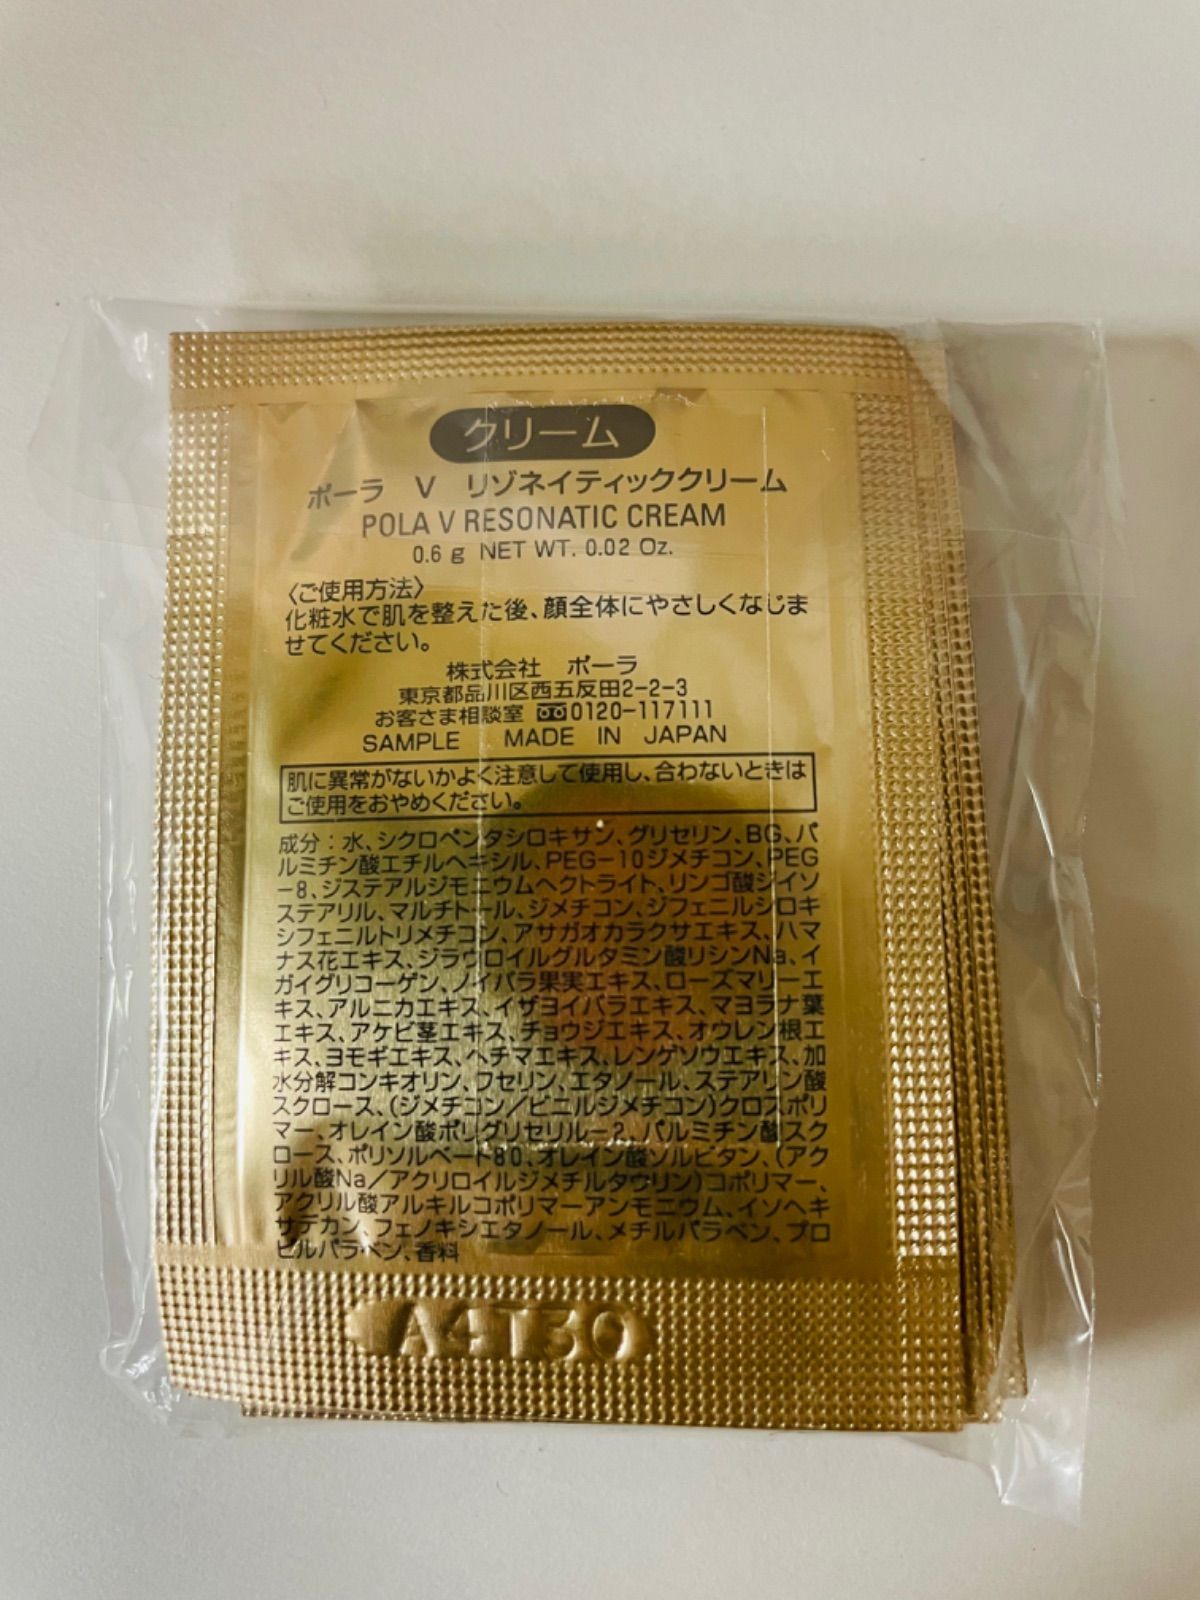 クリーム
ポーラ V リゾネイティッククリーム
POLA V RESONATIC CREAM
0.6 g NET WT. 0.02 Oz.
〈ご使用方法〉
化粧水で肌を整えた後、顔全体にやさしくなじま
せてください。
株式会社 ポーラ
東京都品川区西五反田2-2-3
お客さま相談室 0120-117111
SAMPLE MADE IN JAPAN
肌に異常がないかよく注意して使用し、合わないときは
ご使用をおやめください。
成分：水、シクロペンタシロキサン、グリセリン、BG、パ
ルミチン酸エチルヘキシル、PEG-10ジメチコン、PEG
-8、ジステアルジモニウムヘクトライト、リンゴ酸ジイソ
ステアリル、マルチトール、ジメチコン、ジフェニルシロキ
シフェニルトリメチコン、アサガオカラクサエキス、ハマ
ナス花エキス、ジラウロイルグルタミン酸リシンNa、イ
ガイグリコーゲン、ノイバラ果実エキス、ローズマリーエ
キス、アルニカエキス、イザヨイバラエキス、マヨラナ葉
エキス、アケビ茎エキス、チョウジエキス、オウレン根エ
キス、ヨモギエキス、ヘチマエキス、レンゲソウエキス、加
水分解コンキオリン、フセリン、エタノール、ステアリン酸
スクロース、(ジメチコン/ビニルジメチコン)クロスポリ
マー、オレイン酸ポリグリセリル-2、パルミチン酸スク
ロース、ポリソルベート80、オレイン酸ソルビタン、(アク
リル酸Na/アクリロイルジメチルタウリン)コポリマー、
アクリル酸アルキルコポリマーアンモニウム、イソヘキ
サデカン、フェノキシエタノール、メチルパラベン、プロ
ピルパラベン、香料
A4T30